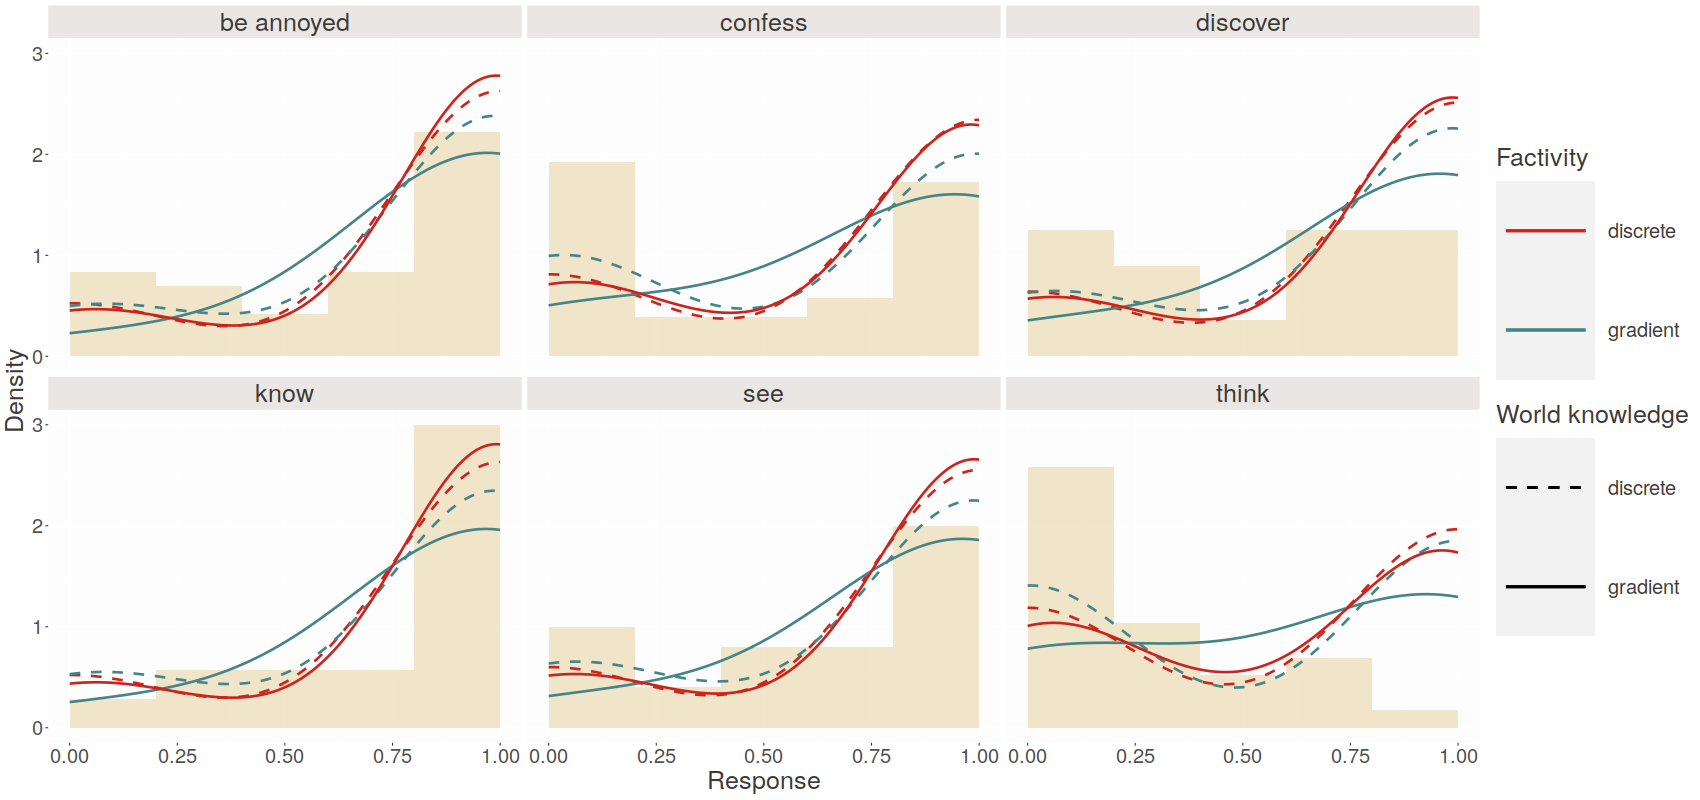 be annoyed
confess
discover
3
2
1
0
know
see
think
3
2
1
0
0.00 0.25 0.50 0.75 1.00
0.00 0.25 0.50 0.75 1.00
0.00 0.25 0.50 0.75 1.00
Response
Density
Factivity
discrete
gradient
World knowledge
discrete
gradient